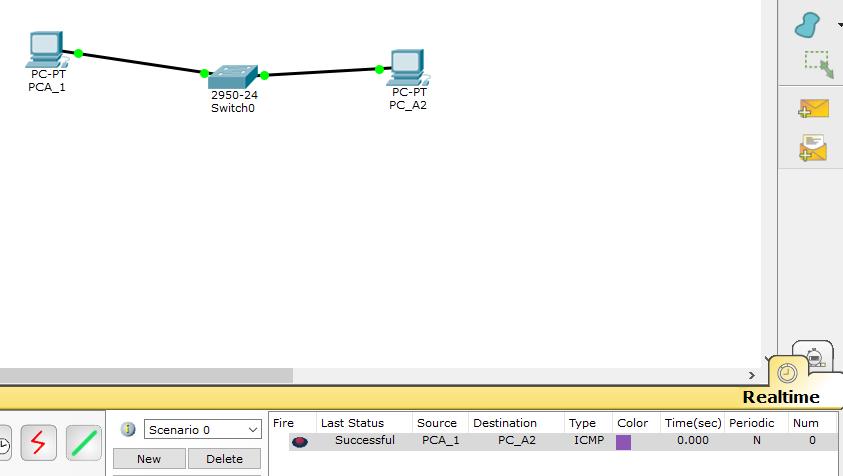 PC-PT
PCA_1
2950-24
Switch0
PC-PT
PC_A2
Realtime
Scenario 0
New Delete
Fire Last Status Source Destination Type Color Time(sec) Periodic Num
Successful PCA_1 PC_A2 ICMP 0.000 N 0